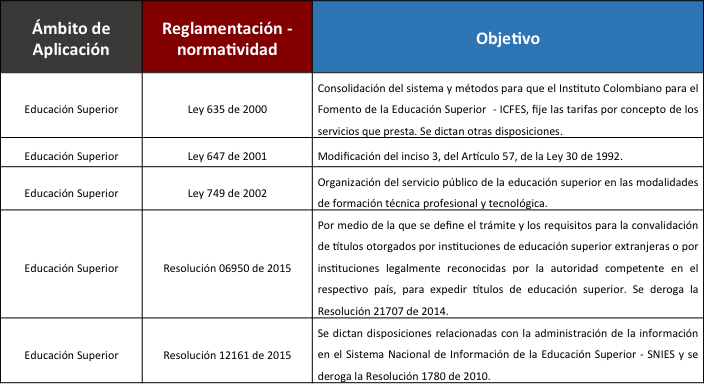 Ámbito de
Aplicación
Reglamentación -
normatividad
Objetivo
Educación Superior
Ley 635 de 2000
Consolidación del sistema y métodos para que el Instituto Colombiano para el
Fomento de la Educación Superior - ICFES, fije las tarifas por concepto de los
servicios que presta. Se dictan otras disposiciones.
Educación Superior
Ley 647 de 2001
Modificación del inciso 3, del Artículo 57, de la Ley 30 de 1992.
Educación Superior
Ley 749 de 2002
Organización del servicio público de la educación superior en las modalidades
de formación técnica profesional y tecnológica.
Educación Superior
Resolución 06950 de 2015
Por medio de la que se define el trámite y los requisitos para la convalidación
de títulos otorgados por instituciones de educación superior extranjeras o por
instituciones legalmente reconocidas por la autoridad competente en el
respectivo país, para expedir títulos de educación superior. Se deroga la
Resolución 21707 de 2014.
Educación Superior
Resolución 12161 de 2015
Se dictan disposiciones relacionadas con la administración de la información
en el Sistema Nacional de Información de la Educación Superior - SNIES y se
deroga la Resolución 1780 de 2010.